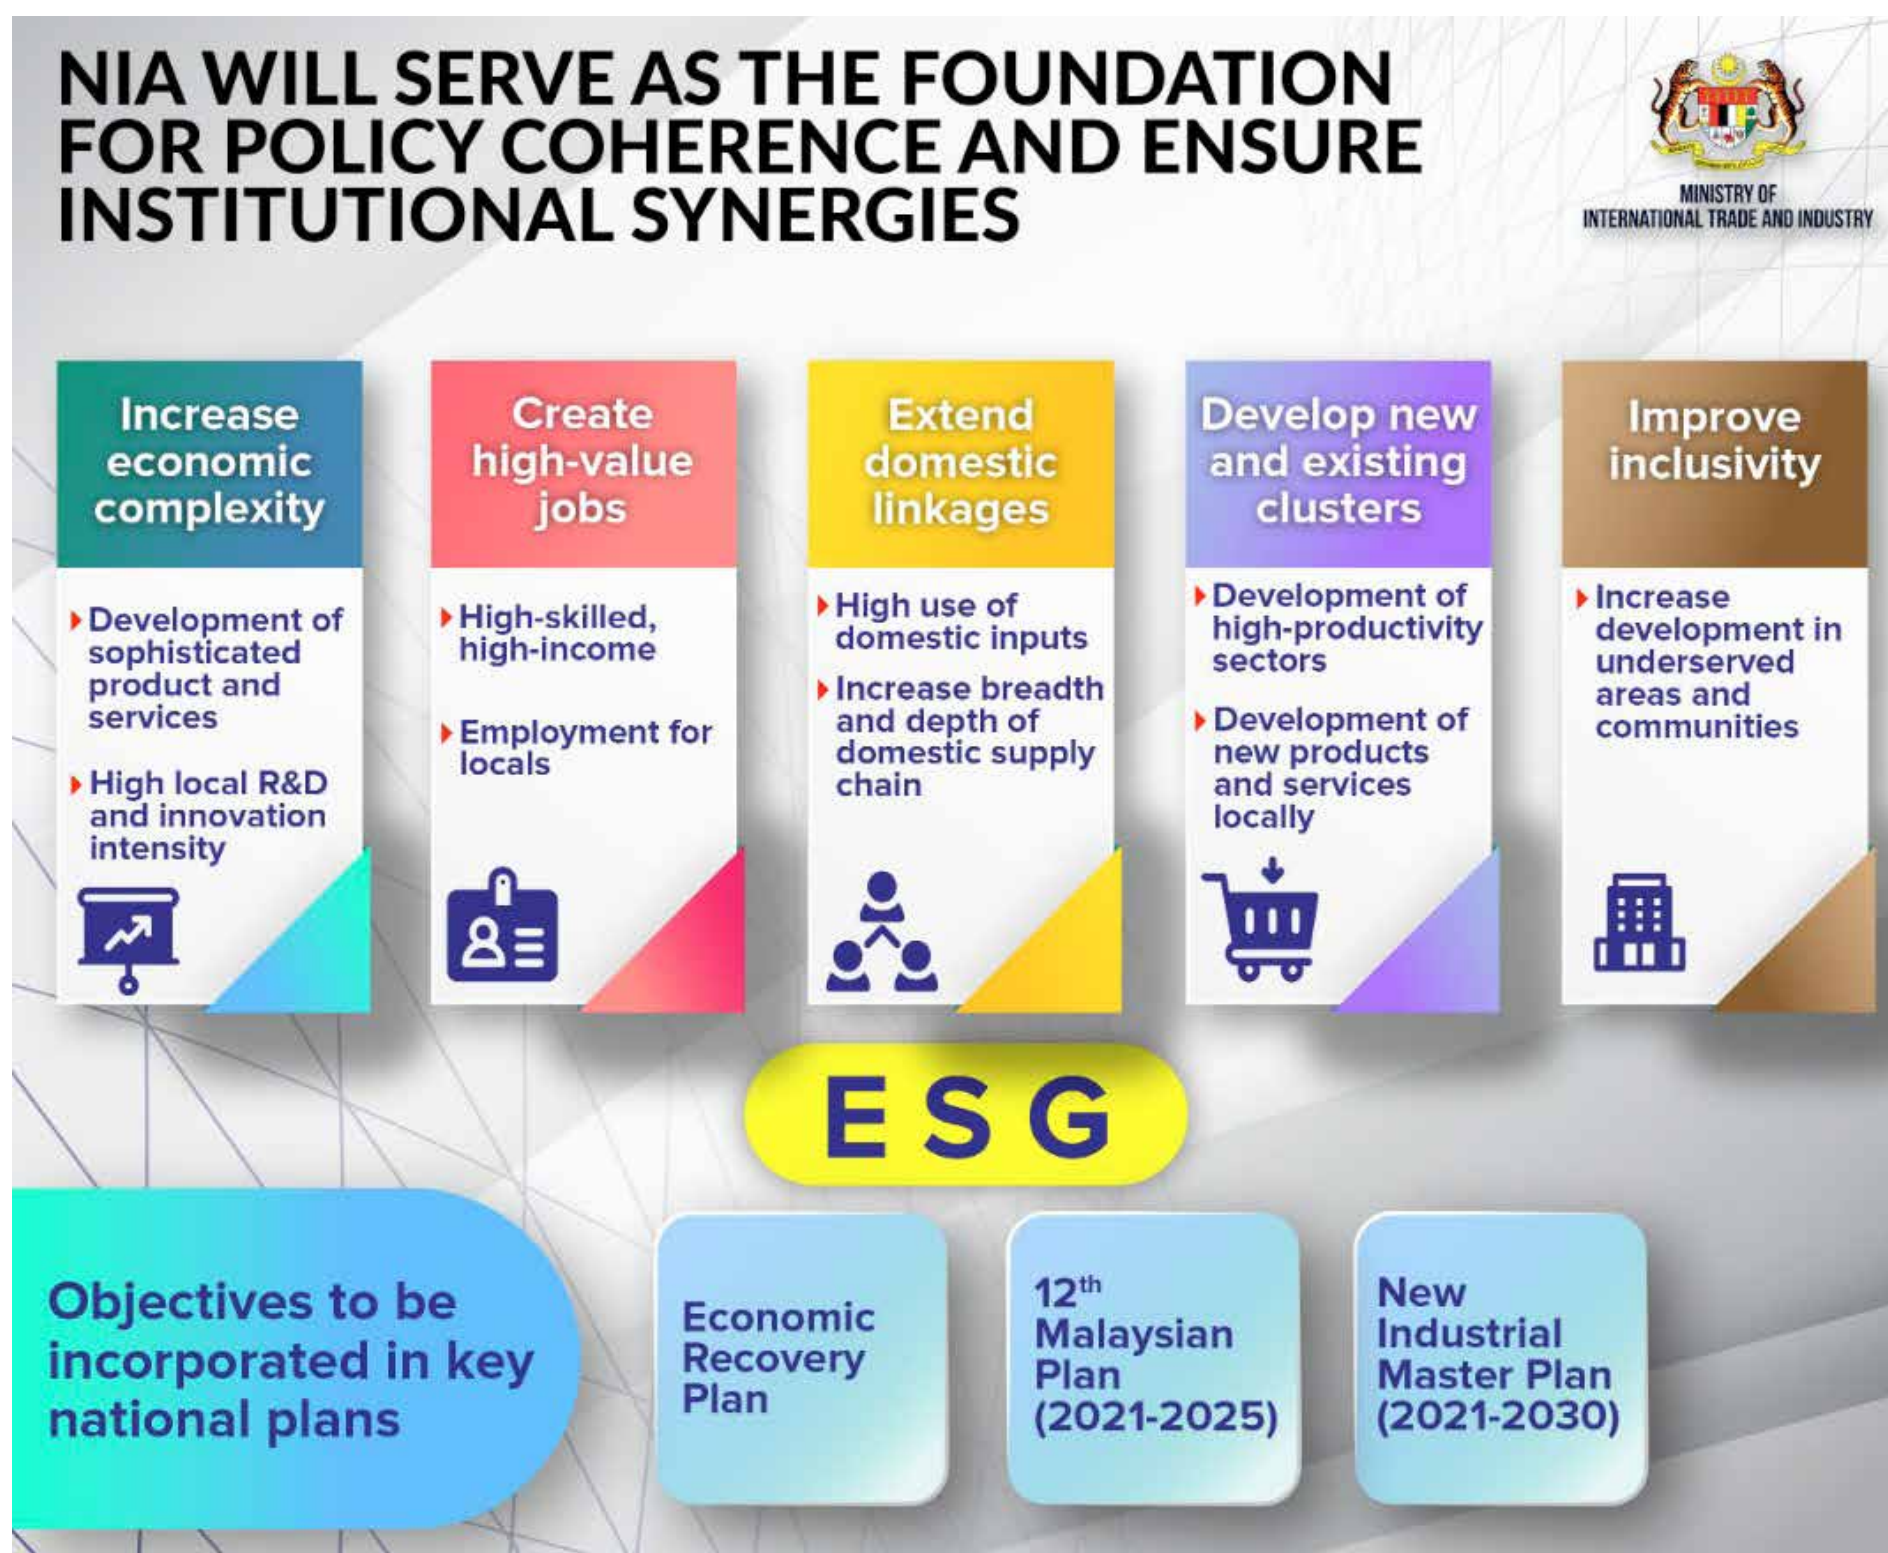 NIA WILL SERVE AS THE FOUNDATION
FOR POLICY COHERENCE AND ENSURE
INSTITUTIONAL SYNERGIES
MINISTRY OF
INTERNATIONAL TRADE AND INDUSTRY
Increase
economic
complexity
Development of
sophisticated
product and
services
High local R&D
and innovation
intensity
Create
high-value
jobs
High-skilled,
high-income
Employment for
locals
Extend
domestic
linkages
High use of
domestic inputs
Increase breadth
and depth of
domestic supply
chain
Develop new
and existing
clusters
Development of
high-productivity
sectors
Development of
new products
and services
locally
Improve
inclusivity
Increase
development in
underserved
areas and
communities
E S G
Objectives to be
incorporated in key
national plans
Economic
Recovery
Plan
12th
Malaysian
Plan
(2021-2025)
New
Industrial
Master Plan
(2021-2030)